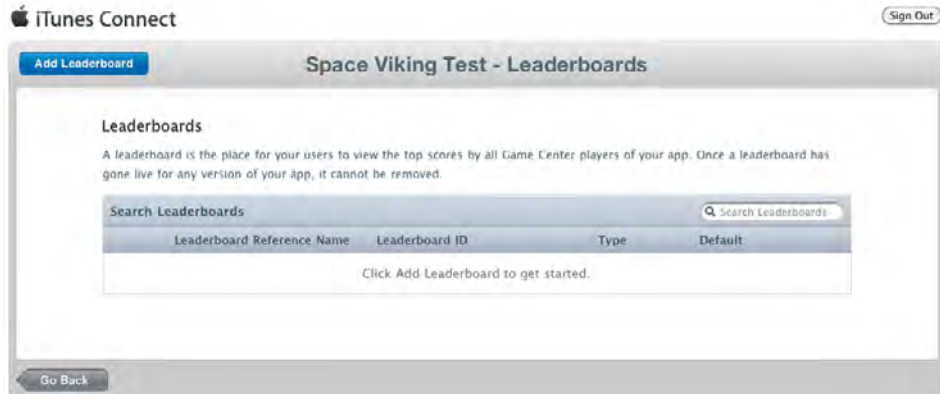 iTunes Connect
Sign Out
Add Leaderboard
Space Viking Test - Leaderboards
Leaderboards
A leaderboard is the place for your users to view the top scores by all Game Center players of your app. Once a leaderboard has
gone live for any version of your app, it cannot be removed.
Search Leaderboards
Search Leaderboards
Leaderboard Reference Name Leaderboard ID Type Default
Click Add Leaderboard to get started.
Go Back